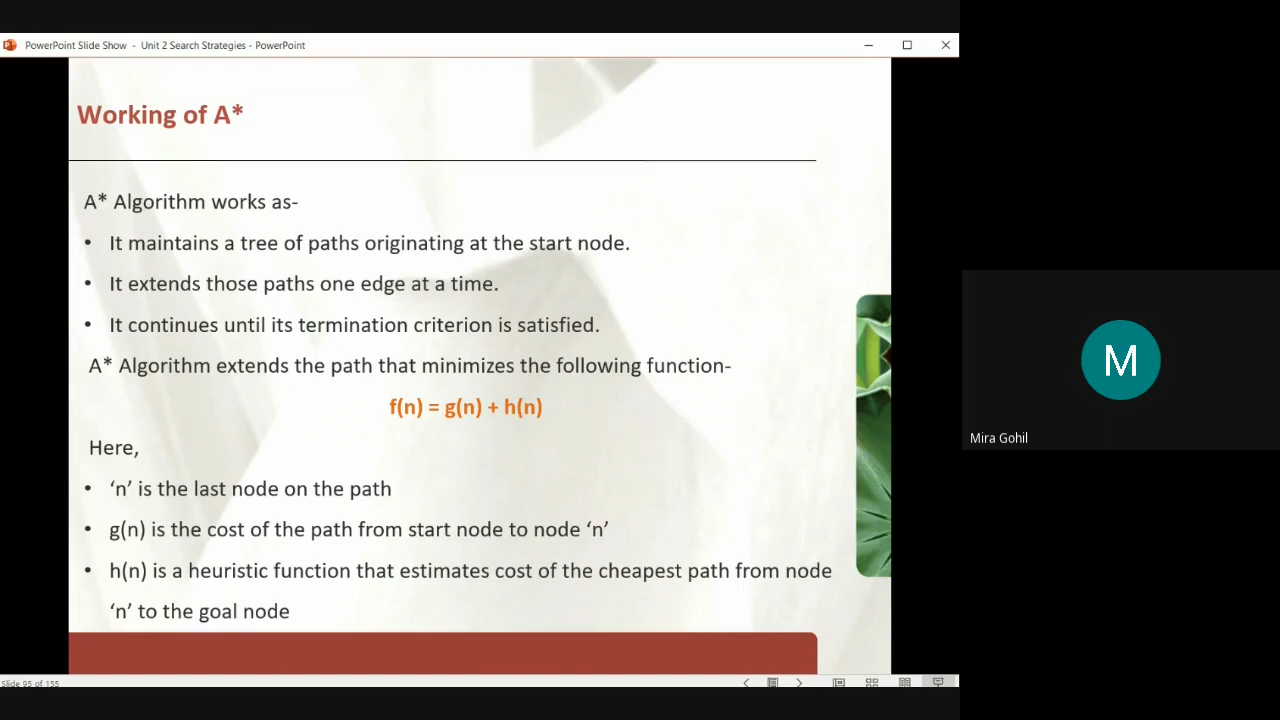 PowerPoint Slide Show - Unit 2 Search Strategies - PowerPoint
Working of A*
A* Algorithm works as-
• It maintains a tree of paths originating at the start node.
• It extends those paths one edge at a time.
• It continues until its termination criterion is satisfied.
A* Algorithm extends the path that minimizes the following function-
f(n) = g(n) + h(n)
Here,
• ‘n’ is the last node on the path
• g(n) is the cost of the path from start node to node ‘n’
• h(n) is a heuristic function that estimates cost of the cheapest path from node
‘n’ to the goal node
Slide 95 of 155
M
Mira Gohil